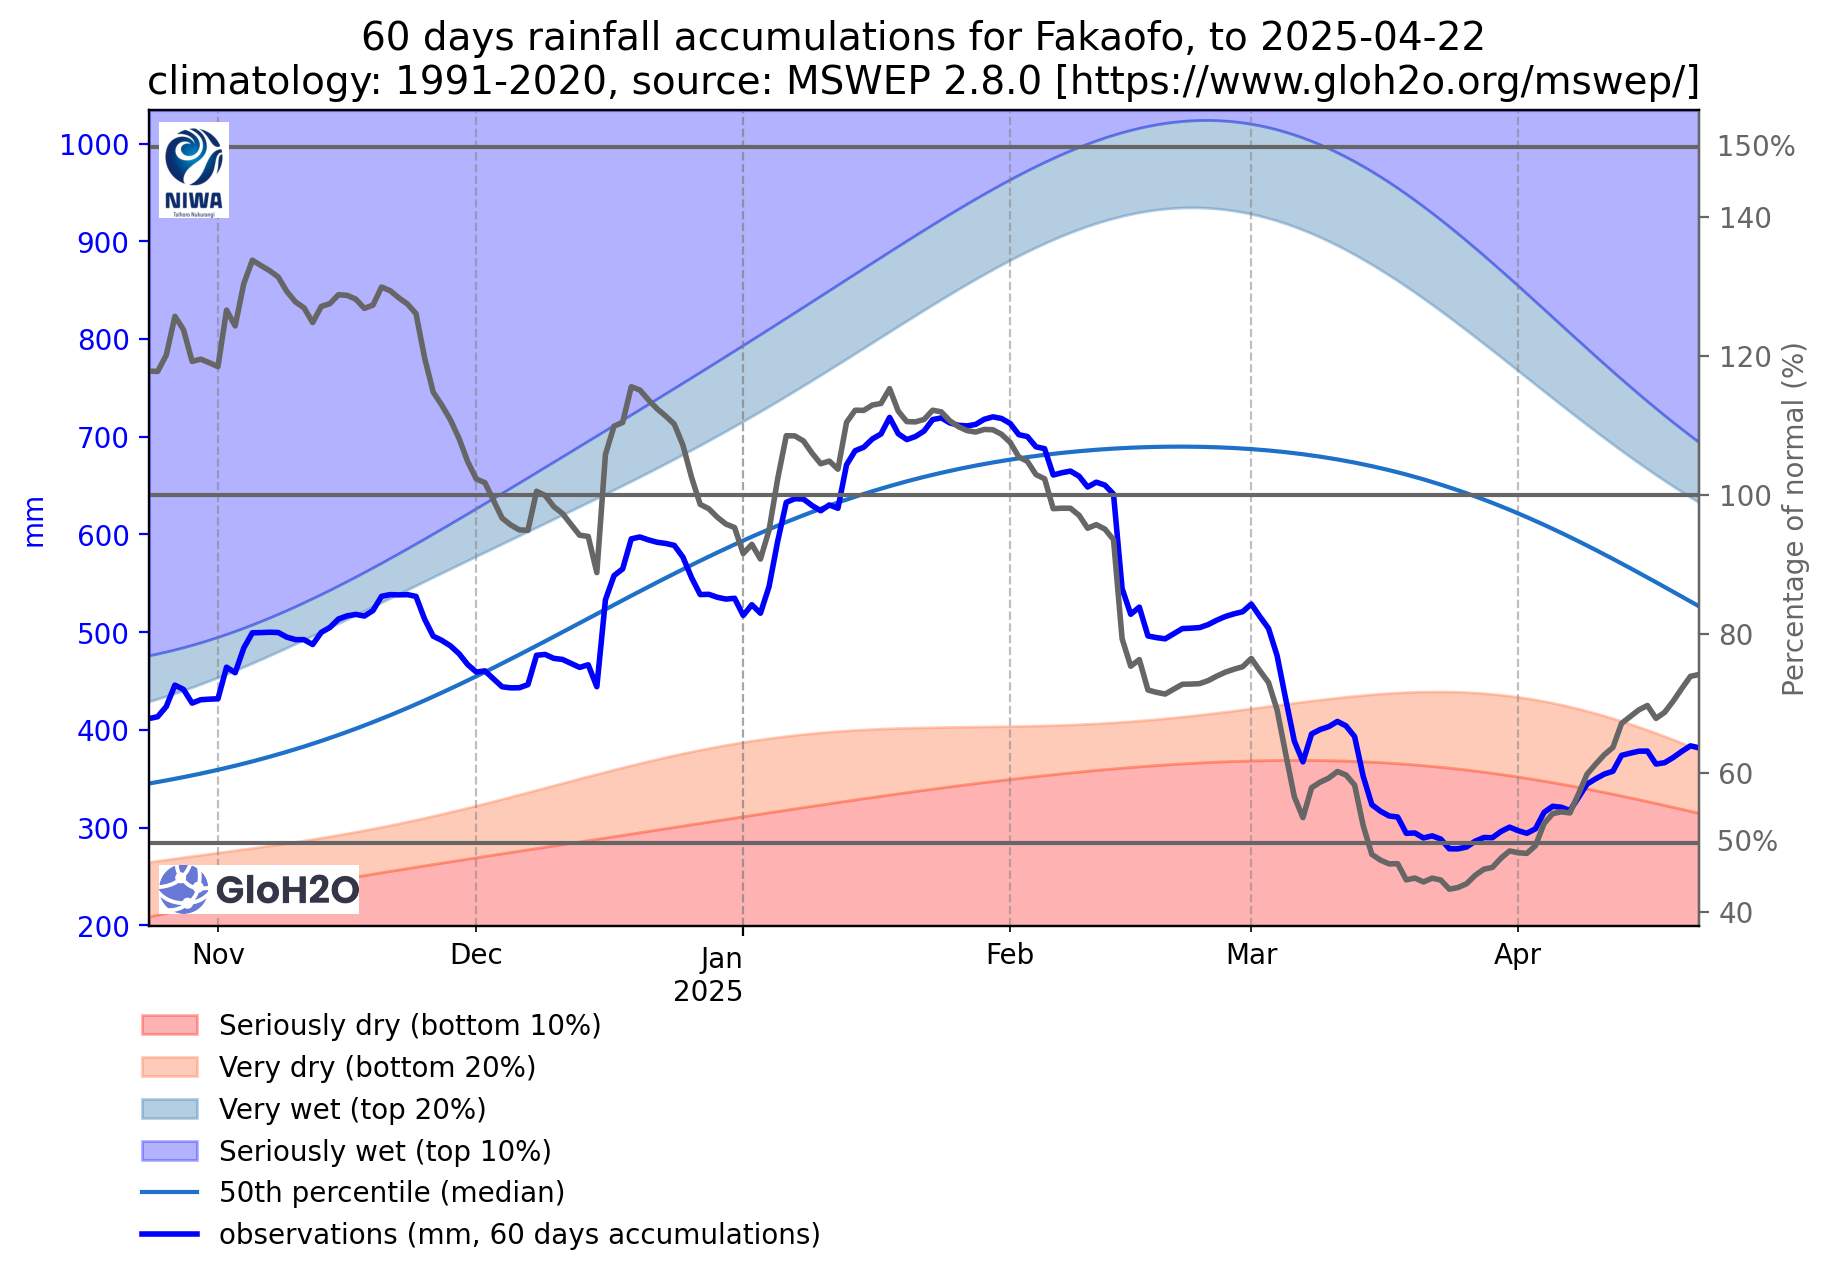 60 days rainfall accumulations for Fakaofo, to 2025-04-22
climatology: 1991-2020, source: MSWEP 2.8.0 [https://www.gloh2o.org/mswep/]
NIWA
Taihoro Nukurangi
1000
900
800
700
600
500
400
300
200
mm
150%
140
120
100
80
60
50%
40
Percentage of normal (%)
GloH2O
Nov
Dec
Jan
2025
Feb
Mar
Apr
Seriously dry (bottom 10%)
Very dry (bottom 20%)
Very wet (top 20%)
Seriously wet (top 10%)
50th percentile (median)
observations (mm, 60 days accumulations)